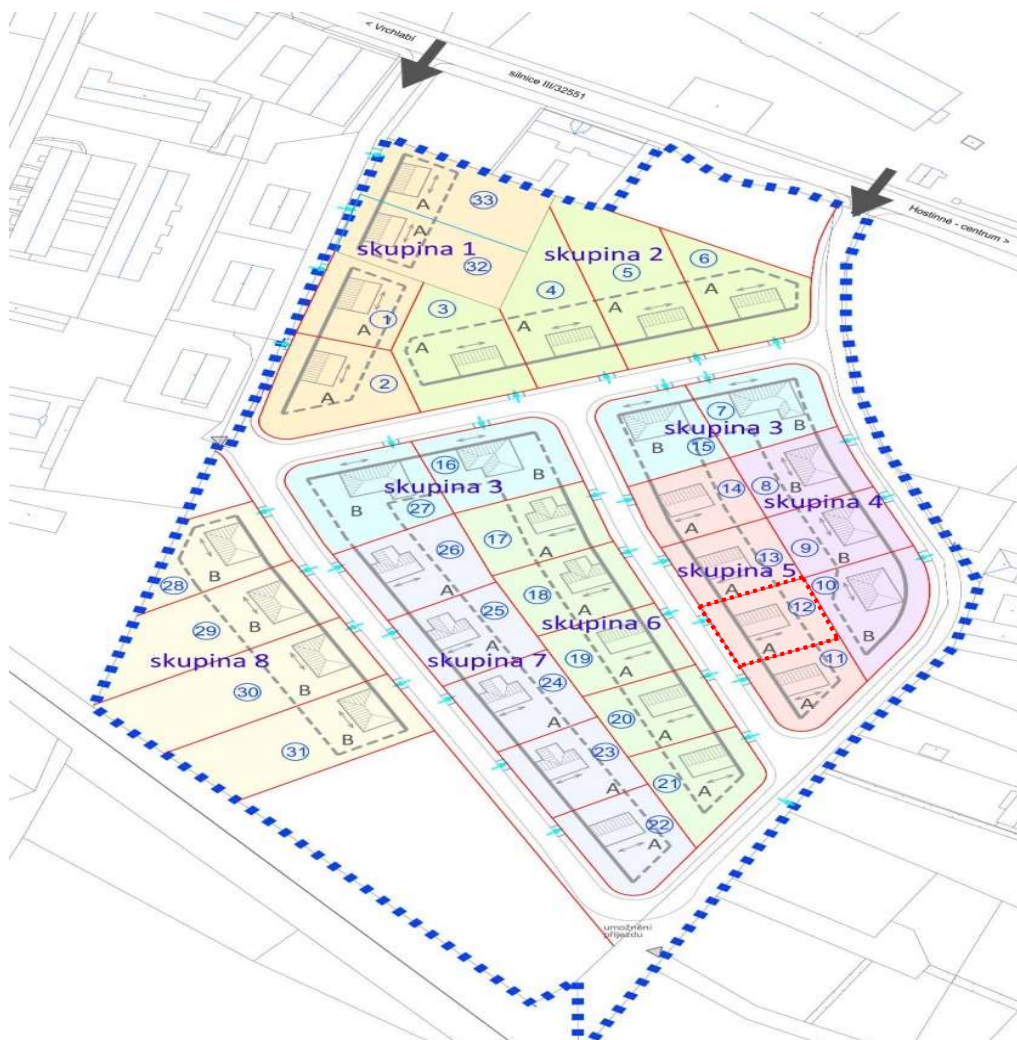 < Vrchlabí
silnice III/32551
Hostinné - centrum >
33
A
A
skupina 1
32
1
A
2
A
skupina 2
6
5
4
3
A
A
A
A
7
skupina 3
15
B
B
16
skupina 3
27
B
B
14
8
B
skupina 4
A
9
13
skupina 5
B
A
10
12
A
B
11
A
17
A
26
18
A
A
25
skupina 6
A
A
19
skupina 7
24
A
A
20
23
A
A
21
A
22
A
28
B
29
B
skupina 8
30
B
31
B
umožnění
příjezdu